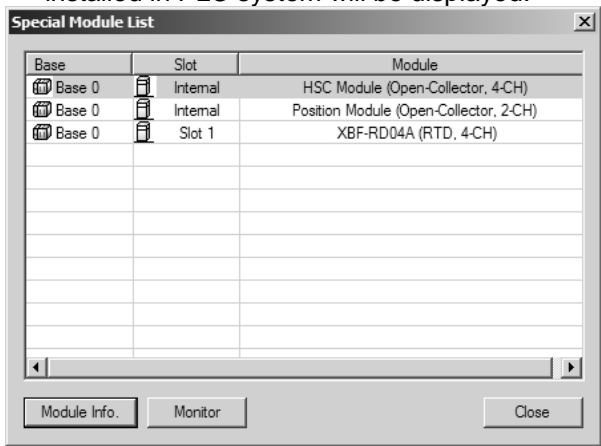 installed in PLC system will be displayed.
Special Module List
Base Slot Module
Base 0 Internal HSC Module (Open-Collector, 4-CH)
Base 0 Internal Position Module (Open-Collector, 2-CH)
Base 0 Slot 1 XBF-RD04A (RTD, 4-CH)
Module Info. Monitor Close